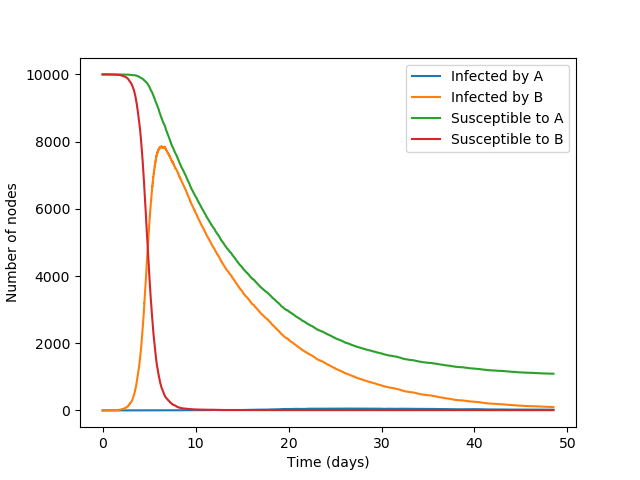 Infected by A
Infected by B
Susceptible to A
Susceptible to B
Number of nodes
10000
8000
6000
4000
2000
0
0 10 20 30 40 50
Time (days)